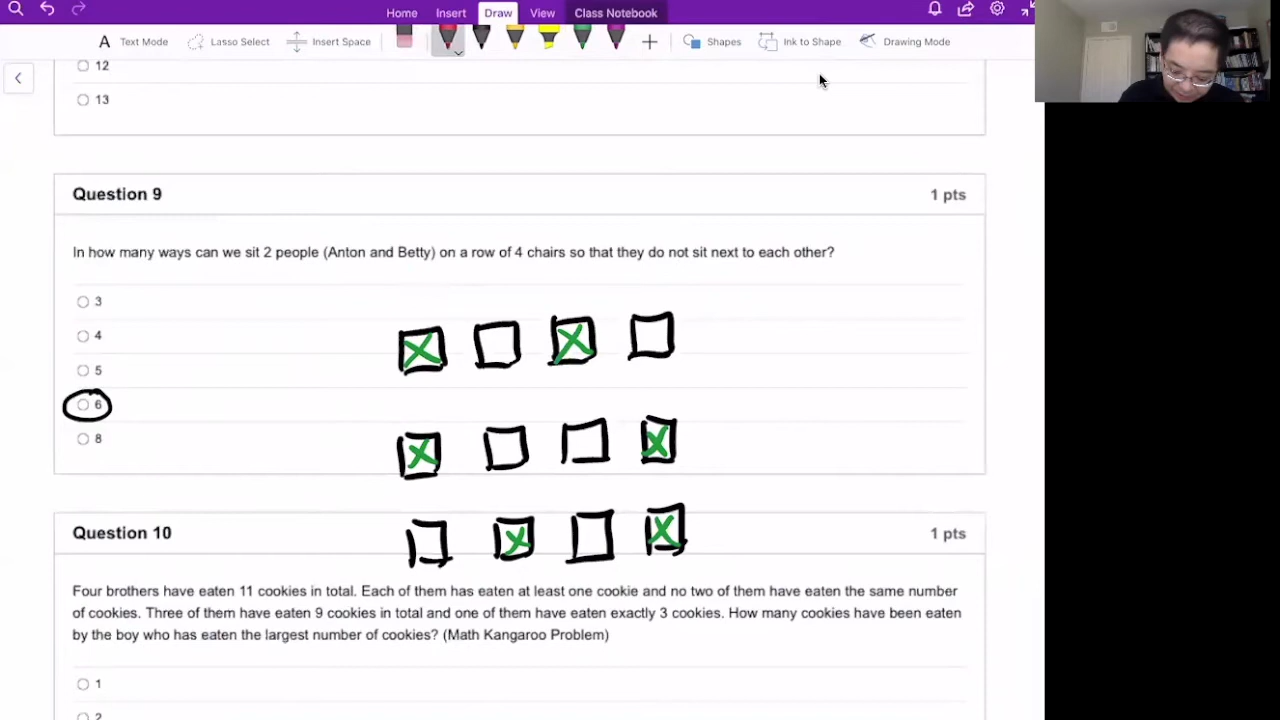 Home Insert Draw View Class Notebook
A Text Mode Lasso Select Insert Space Shapes Ink to Shape Drawing Mode
12
13
Question 9 1 pts
In how many ways can we sit 2 people (Anton and Betty) on a row of 4 chairs so that they do not sit next to each other?
3
4
5
6
8
Question 10 1 pts
Four brothers have eaten 11 cookies in total. Each of them has eaten at least one cookie and no two of them have eaten the same number
of cookies. Three of them have eaten 9 cookies in total and one of them have eaten exactly 3 cookies. How many cookies have been eaten
by the boy who has eaten the largest number of cookies? (Math Kangaroo Problem)
1
2